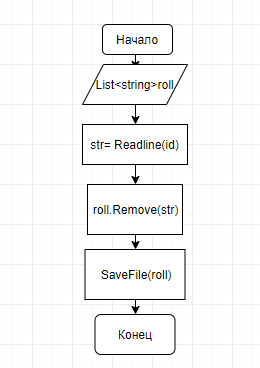 Начало
List<string>roll
str= Readline(id)
roll.Remove(str)
SaveFile(roll)
Конец